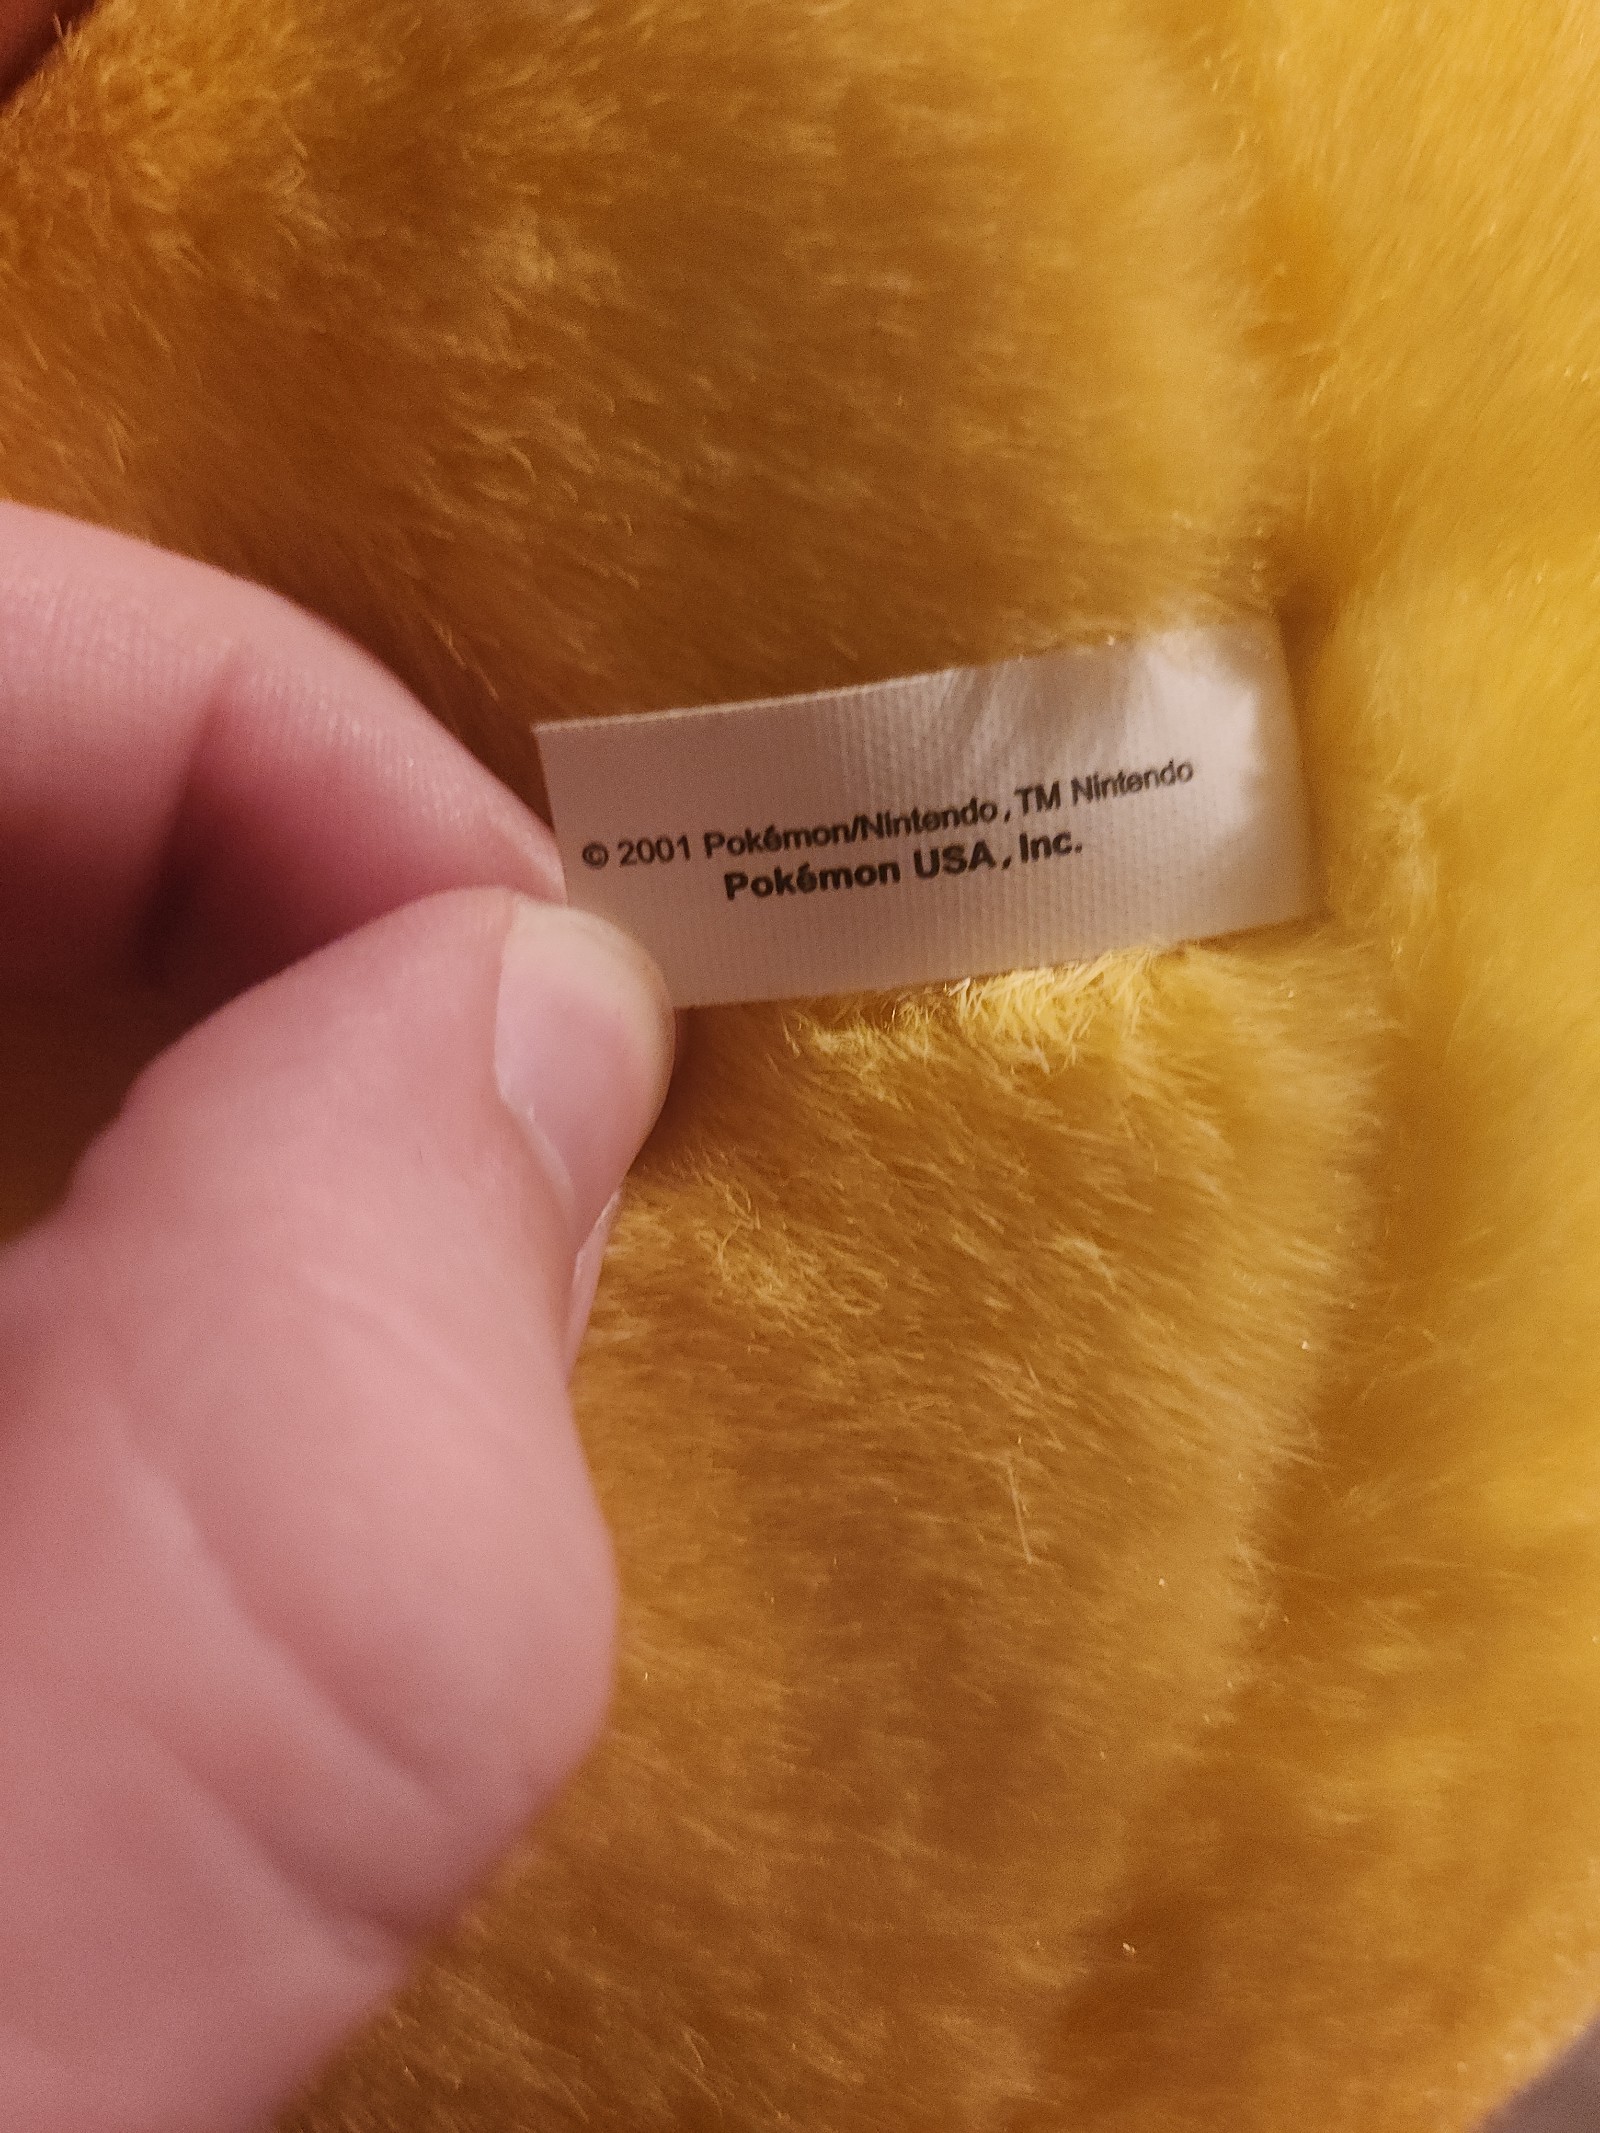 © 2001 Pokémon/Nintendo, TM Nintendo
Pokémon USA, Inc.